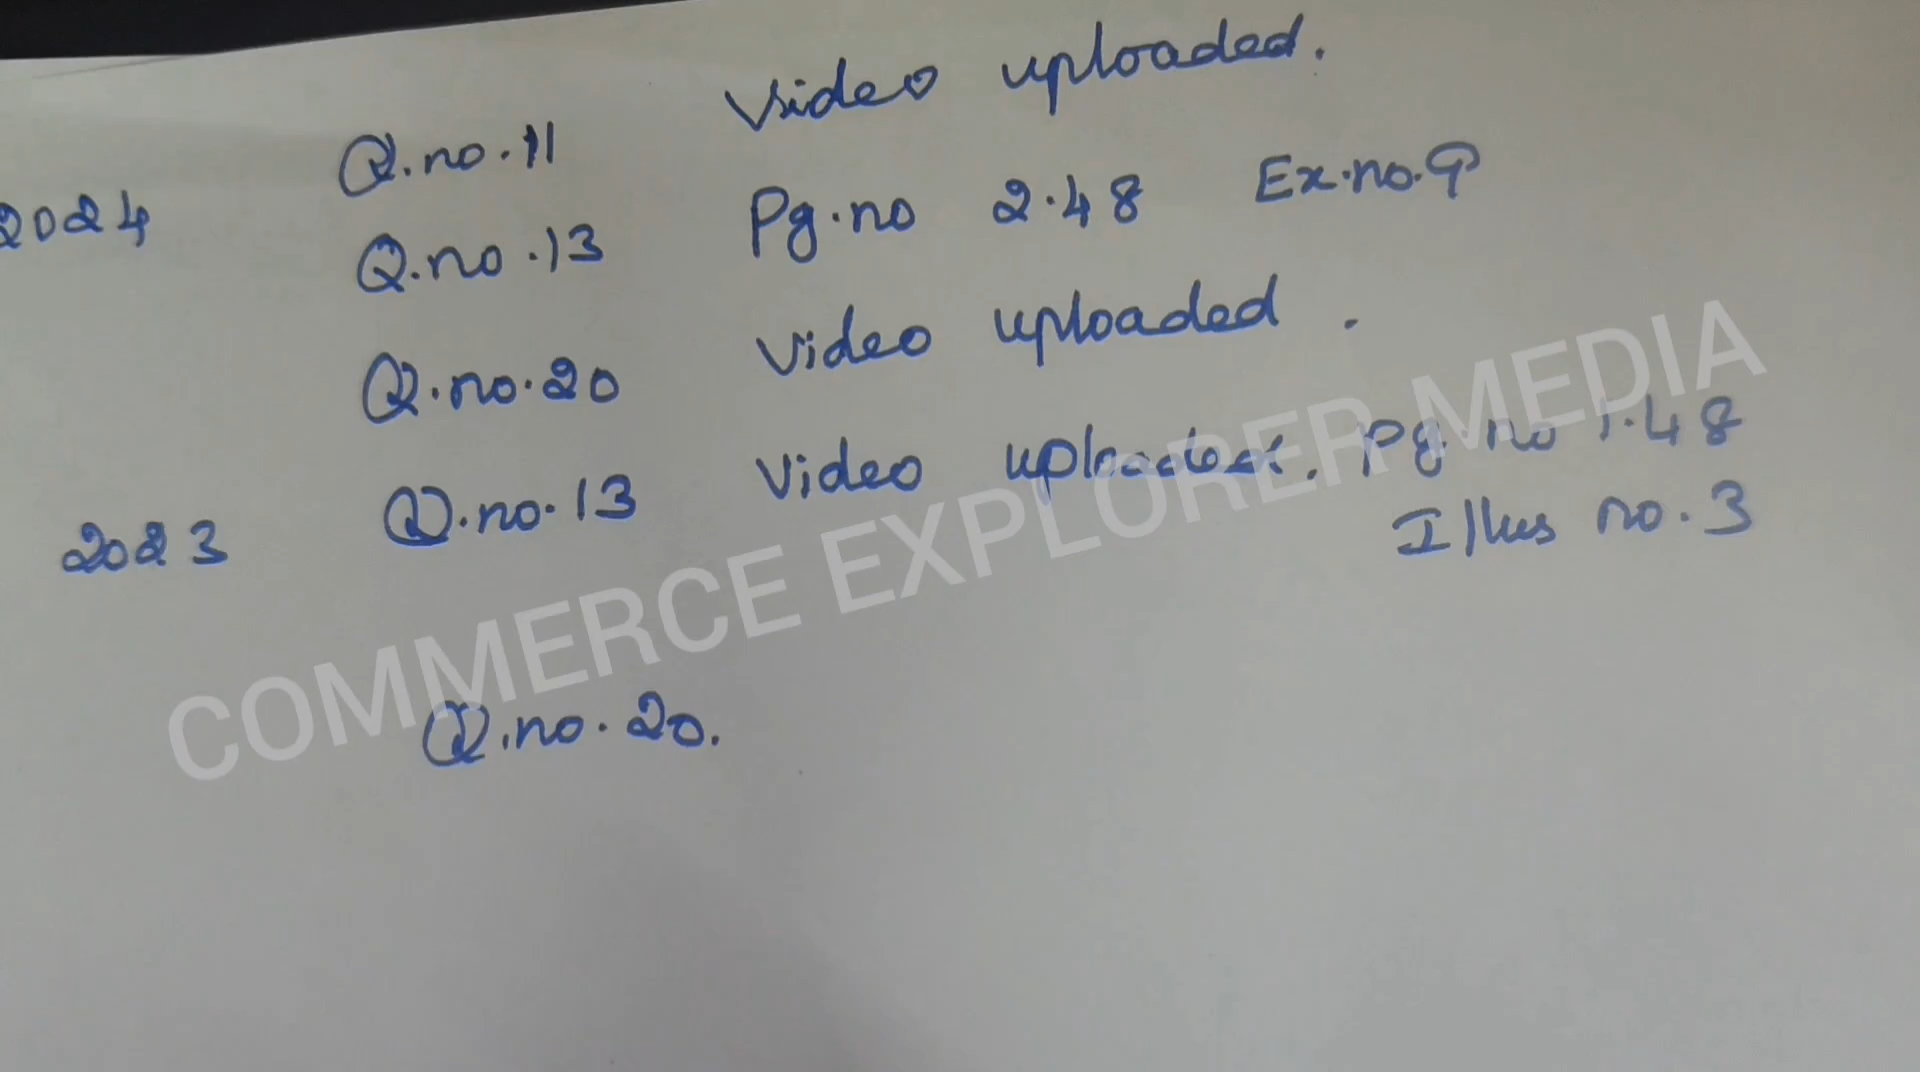 Q.no.11 Video uploaded.
2024
Q.no.13 Pg.no 2.48 Ex.no.9
Q.no.20 Video uploaded.
2023 Q.no.13 Video uploaded. Pg.no 1.48
Illus no.3
Q.no.20.
COMMERCE EXPLORER MEDIA